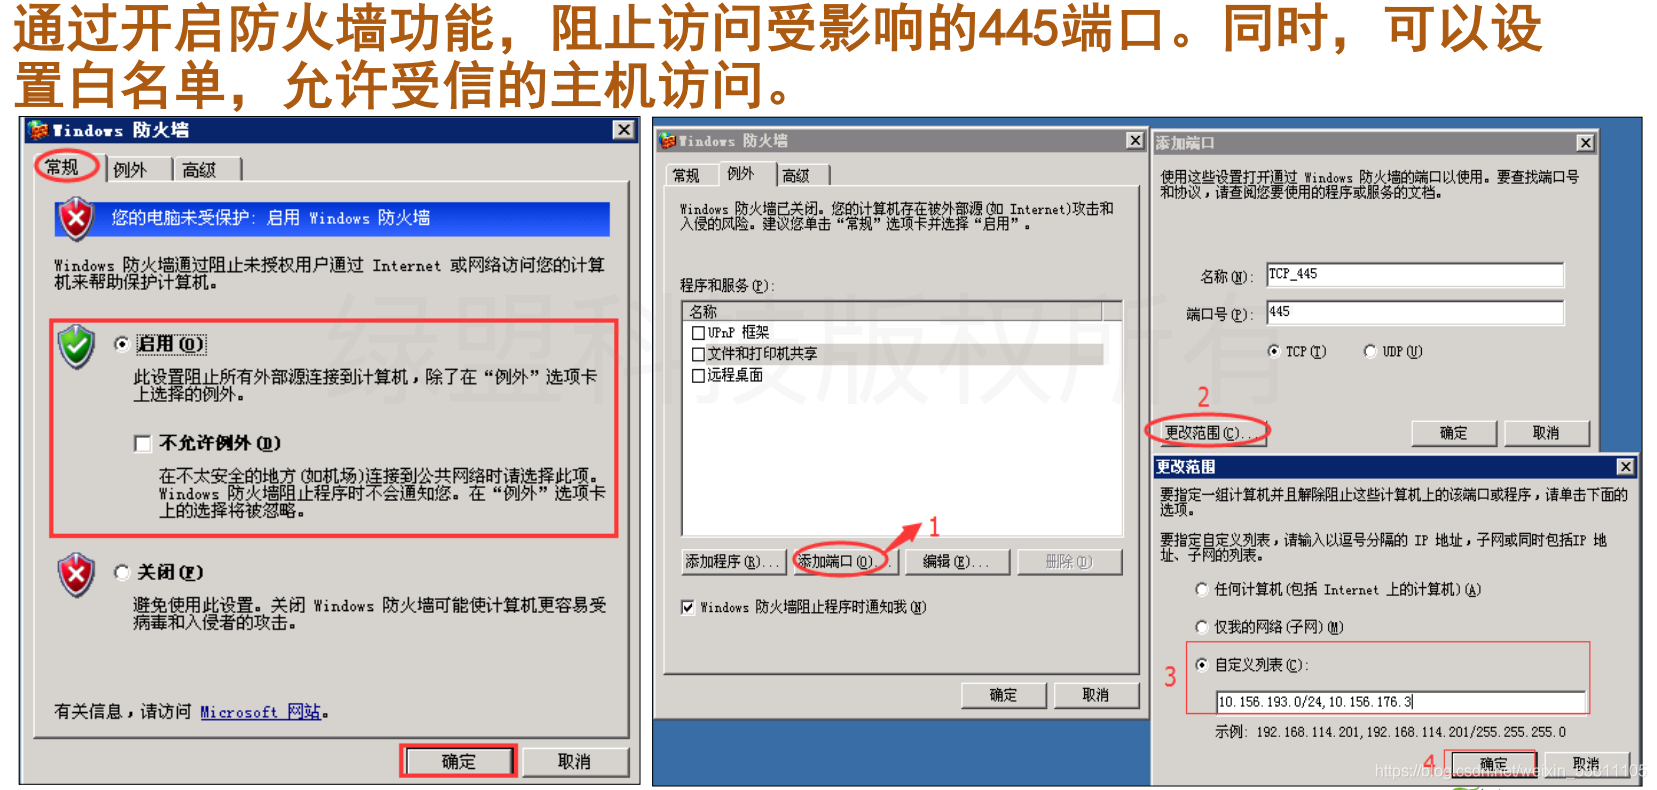 通过开启防火墙功能，阻止访问受影响的445端口。同时，可以设
置白名单，允许受信的主机访问。
Windows 防火墙
常规
例外
高级
您的电脑未受保护: 启用 Windows 防火墙
Windows 防火墙通过阻止未授权用户通过 Internet 或网络访问您的计算
机来帮助保护计算机。
启用(O)
此设置阻止所有外部源连接到计算机，除了在“例外”选项卡
上选择的例外。
不允许例外(D)
在不太安全的地方(如机场)连接到公共网络时请选择此项。
Windows 防火墙阻止程序时不会通知您。在“例外”选项卡
上的选择将被忽略。
关闭(F)
避免使用此设置。关闭 Windows 防火墙可能使计算机更容易受
病毒和入侵者的攻击。
有关信息，请访问 Microsoft 网站。
确定
取消
Windows 防火墙
常规
例外
高级
Windows 防火墙已关闭。您的计算机存在被外部源(如 Internet)攻击和
入侵的风险。建议您单击“常规”选项卡并选择“启用”。
程序和服务(P):
名称
UPnP 框架
文件和打印机共享
远程桌面
1
添加程序(R)...
添加端口(O)...
编辑(E)...
删除(D)
Windows 防火墙阻止程序时通知我(N)
确定
取消
添加端口
使用这些设置打开通过 Windows 防火墙的端口以使用。要查找端口号
和协议，请查阅您要使用的程序或服务的文档。
名称(N):
TCP_445
端口号(P):
445
TCP(T)
UDP(U)
2
更改范围(C)...
确定
取消
更改范围
要指定一组计算机并且解除阻止这些计算机上的该端口或程序，请单击下面的
选项。
要指定自定义列表，请输入以逗号分隔的 IP 地址，子网或同时包括IP 地
址、子网的列表。
任何计算机(包括 Internet 上的计算机)(A)
仅我的网络(子网)(M)
3
自定义列表(C):
10.156.193.0/24,10.156.176.3
示例: 192.168.114.201,192.168.114.201/255.255.255.0
4
确定
取消
绿盟科技版权所有